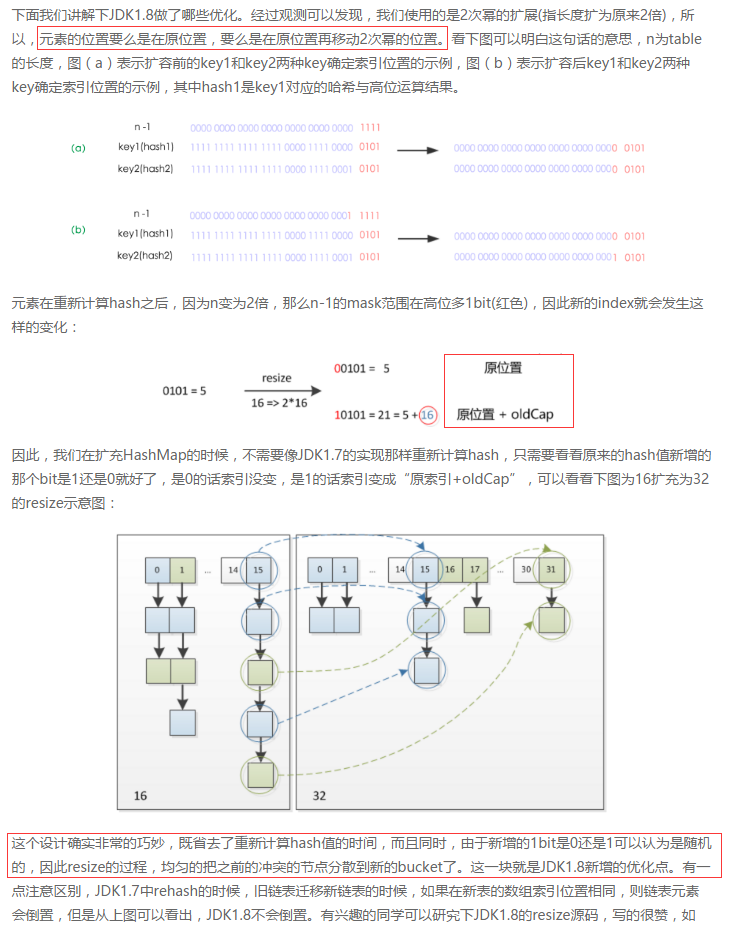 下面我们讲解下JDK1.8做了哪些优化。经过观测可以发现，我们使用的是2次幂的扩展(指长度扩为原来2倍)，所
以，元素的位置要么是在原位置，要么是在原位置再移动2次幂的位置。看下图可以明白这句话的意思，n为table
的长度，图（a）表示扩容前的key1和key2两种key确定索引位置的示例，图（b）表示扩容后key1和key2两种
key确定索引位置的示例，其中hash1是key1对应的哈希与高位运算结果。
n -1 0000 0000 0000 0000 0000 0000 0000 1111
(a) key1(hash1) 1111 1111 1111 1111 0000 1111 0000 0101 0000 0000 0000 0000 0000 0000 0000 0101
key2(hash2) 1111 1111 1111 1111 0000 1111 0001 0101 0000 0000 0000 0000 0000 0000 0000 0101
n -1 0000 0000 0000 0000 0000 0000 0001 1111
(b) key1(hash1) 1111 1111 1111 1111 0000 1111 0000 0101 0000 0000 0000 0000 0000 0000 0000 0101
key2(hash2) 1111 1111 1111 1111 0000 1111 0001 0101 0000 0000 0000 0000 0000 0000 0001 0101
元素在重新计算hash之后，因为n变为2倍，那么n-1的mask范围在高位多1bit(红色)，因此新的index就会发生这
样的变化：
00101 = 5 原位置
0101 = 5 resize
16 => 2*16
10101 = 21 = 5 + 16 原位置 + oldCap
因此，我们在扩充HashMap的时候，不需要像JDK1.7的实现那样重新计算hash，只需要看看原来的hash值新增的
那个bit是1还是0就好了，是0的话索引没变，是1的话索引变成“原索引+oldCap”，可以看看下图为16扩充为32
的resize示意图：
0 1 ... 14 15 0 1 ... 14 15 16 17 ... 30 31
16 32
这个设计确实非常的巧妙，既省去了重新计算hash值的时间，而且同时，由于新增的1bit是0还是1可以认为是随机
的，因此resize的过程，均匀的把之前的冲突的节点分散到新的bucket了。这一块就是JDK1.8新增的优化点。有一
点注意区别，JDK1.7中rehash的时候，旧链表迁移新链表的时候，如果在新表的数组索引位置相同，则链表元素
会倒置，但是从上图可以看出，JDK1.8不会倒置。有兴趣的同学可以研究下JDK1.8的resize源码，写的很赞，如